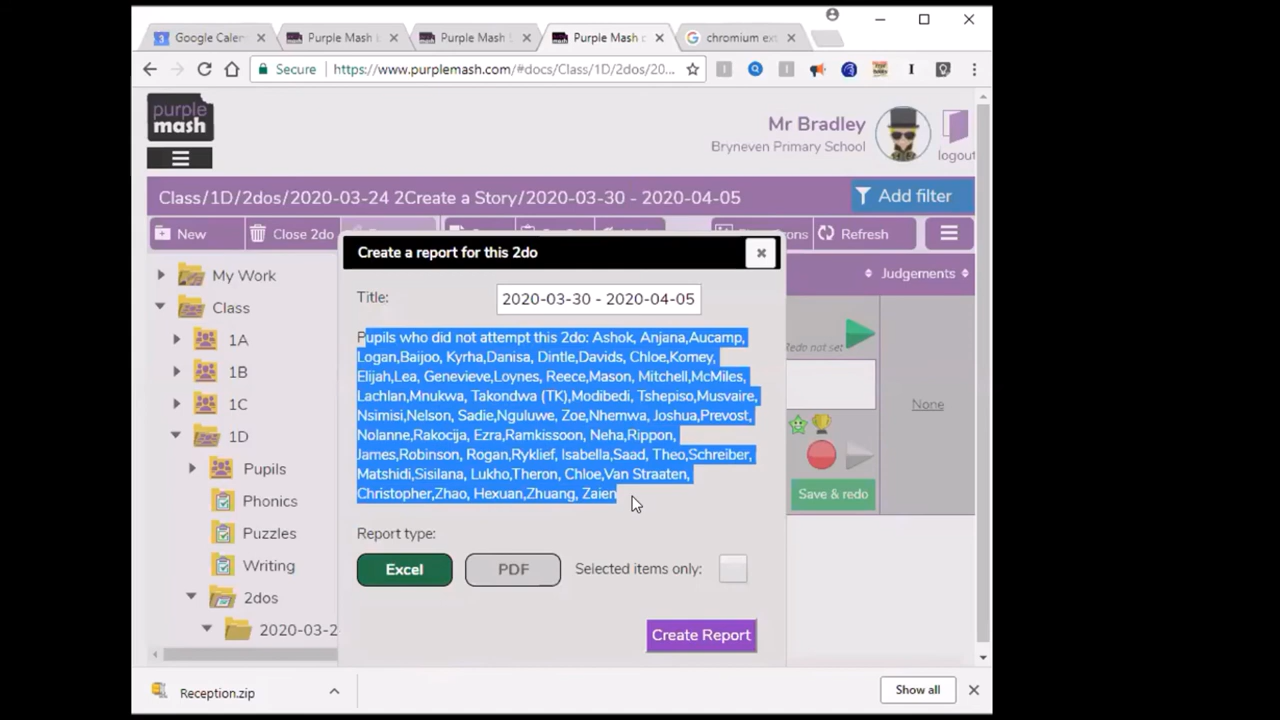 Google Caler
Purple Mash
Purple Mash
Purple Mash
chromium ext
Secure
https://www.purplemash.com/#docs/Class/1D/2dos/20...
purple
mash
Mr Bradley
Bryneven Primary School
logout
Class/1D/2dos/2020-03-24 2Create a Story/2020-03-30 - 2020-04-05
Add filter
New
Close 2do
Refresh
Create a report for this 2do
My Work
Class
1A
1B
1C
1D
Pupils
Phonics
Puzzles
Writing
2dos
2020-03-2
Title:
2020-03-30 - 2020-04-05
Pupils who did not attempt this 2do: Ashok, Anjana,Aucamp,
Logan,Baijoo, Kyrha,Danisa, Dintle,Davids, Chloe,Komey,
Elijah,Lea, Genevieve,Loynes, Reece,Mason, Mitchell,McMiles,
Lachlan,Mnukwa, Takondwa (TK),Modibedi, Tshepiso,Musvaire,
Nsimisi,Nelson, Sadie,Nguluwe, Zoe,Nhemwa, Joshua,Prevost,
Nolanne,Rakocija, Ezra,Ramkissoon, Neha,Rippon,
James,Robinson, Rogan,Ryklief, Isabella,Saad, Theo,Schreiber,
Matshidi,Sisilana, Lukho,Theron, Chloe,Van Straaten,
Christopher,Zhao, Hexuan,Zhuang, Zaien
Report type:
Excel
PDF
Selected items only:
Create Report
Judgements
Redo not set
None
Save & redo
Reception.zip
Show all